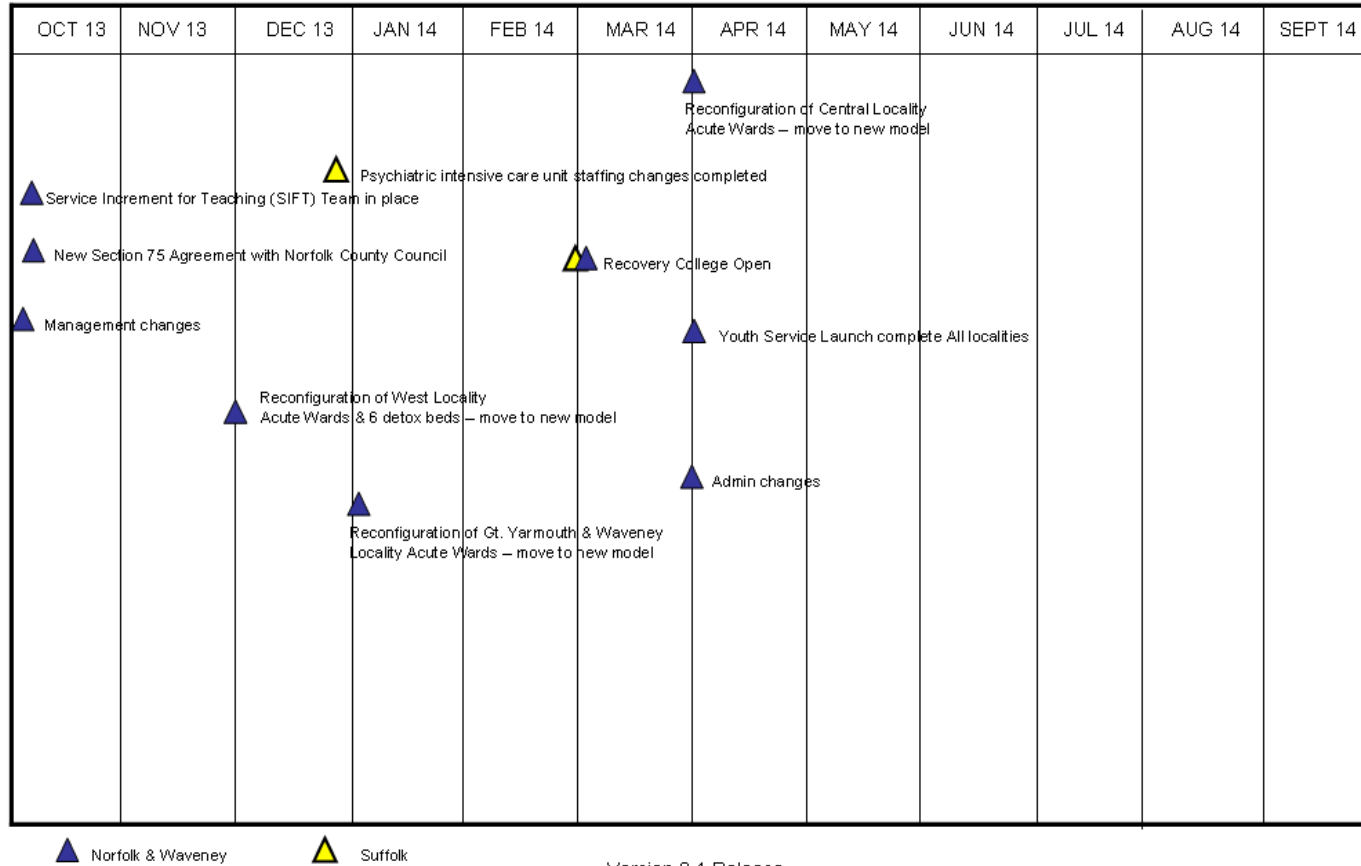 OCT 13 NOV 13 DEC 13 JAN 14 FEB 14 MAR 14 APR 14 MAY 14 JUN 14 JUL 14 AUG 14 SEPT 14
Reconfiguration of Central Locality
Acute Wards – move to new model
Psychiatric intensive care unit staffing changes completed
Service Increment for Teaching (SIFT) Team in place
New Section 75 Agreement with Norfolk County Council
Recovery College Open
Management changes
Youth Service Launch complete All localities
Reconfiguration of West Locality
Acute Wards & 6 detox beds – move to new model
Admin changes
Reconfiguration of Gt. Yarmouth & Waveney
Locality Acute Wards – move to new model
Norfolk & Waveney Suffolk
Release